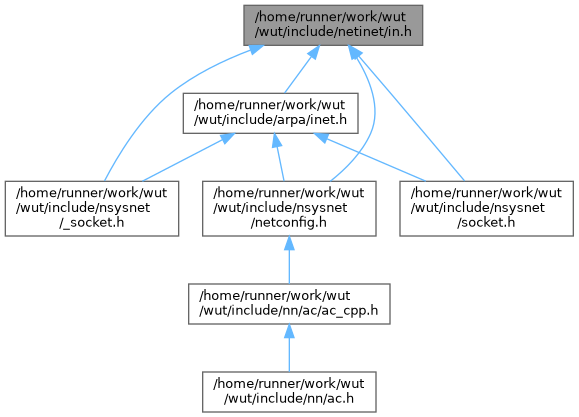 /home/runner/work/wut
/wut/include/netinet/in.h
/home/runner/work/wut
/wut/include/arpa/inet.h
/home/runner/work/wut
/wut/include/nsysnet
/_socket.h
/home/runner/work/wut
/wut/include/nsysnet
/netconfig.h
/home/runner/work/wut
/wut/include/nsysnet
/socket.h
/home/runner/work/wut
/wut/include/nn/ac/ac_cpp.h
/home/runner/work/wut
/wut/include/nn/ac.h